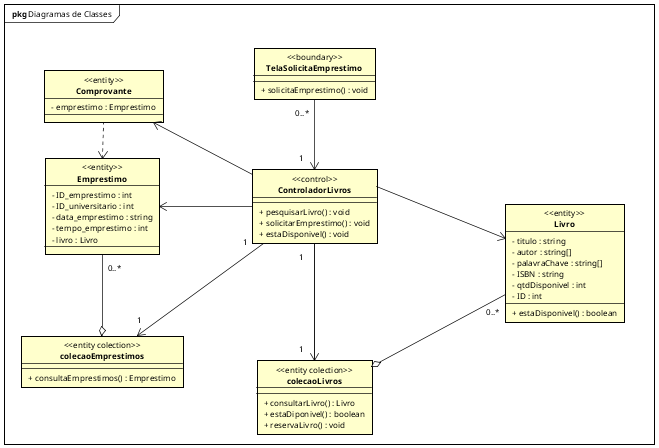 pkg Diagramas de Classes
<<boundary>>
TelaSolicitaEmprestimo
+ solicitaEmprestimo() : void
<<entity>>
Comprovante
- emprestimo : Emprestimo
0..*
1
<<entity>>
Emprestimo
- ID_emprestimo : int
- ID_universitario : int
- data_emprestimo : string
- tempo_emprestimo : int
- livro : Livro
<<control>>
ControladorLivros
+ pesquisarLivro() : void
+ solicitarEmprestimo() : void
+ estaDisponivel() : void
<<entity>>
Livro
- titulo : string
- autor : string[]
- palavraChave : string[]
- ISBN : string
- qtdDisponivel : int
- ID : int
+ estaDisponivel() : boolean
1
1
0..*
0..*
1
1
<<entity colection>>
colecaoEmprestimos
+ consultaEmprestimos() : Emprestimo
<<entity colection>>
colecaoLivros
+ consultarLivro() : Livro
+ estaDiponivel() : boolean
+ reservaLivro() : void